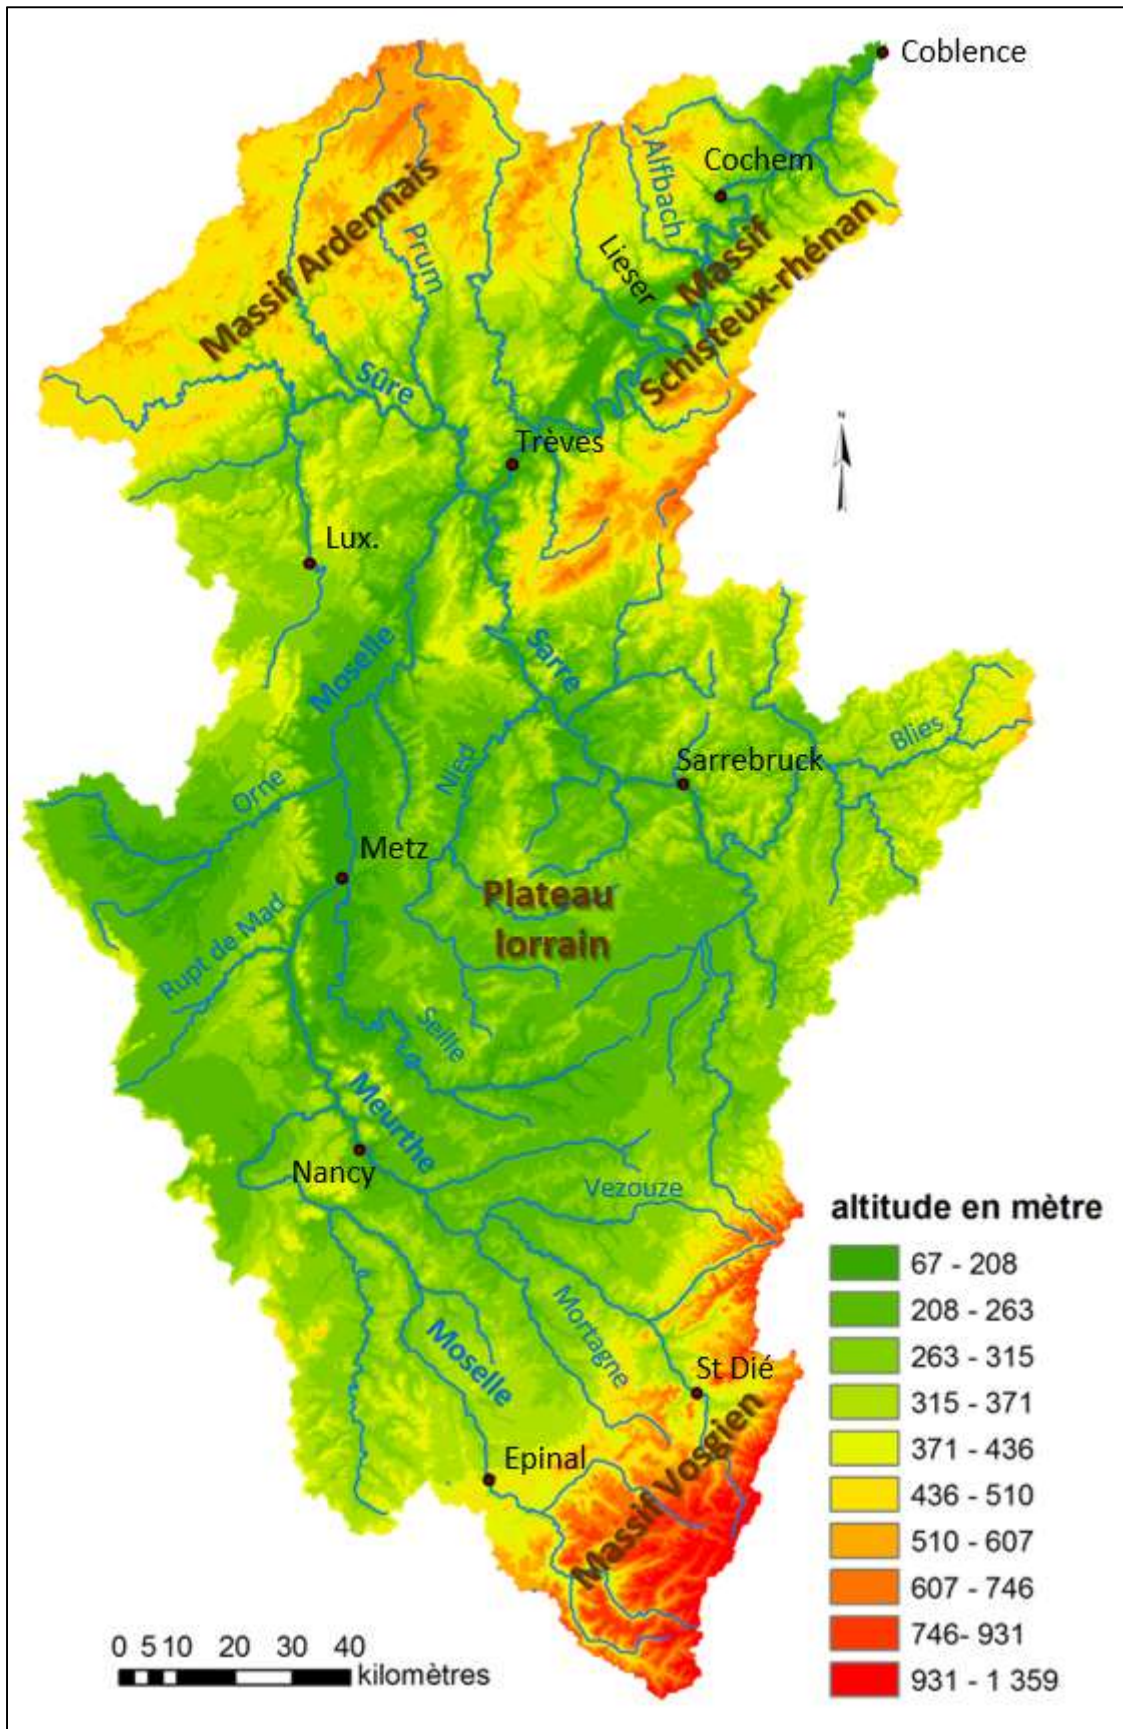 Coblence
Cochem
Alfbach
Massif Ardennais
Prum
Lieser
Massif
Schisteux-rhénan
Sûre
N
Trèves
Lux.
Moselle
Sarre
Blies
Nied
Sarrebruck
Orne
Metz
Plateau
lorrain
Rupt de Mad
Seille
Meurthe
Nancy
Vezouze
altitude en mètre
67 - 208
208 - 263
263 - 315
315 - 371
371 - 436
436 - 510
510 - 607
607 - 746
746- 931
931 - 1 359
Mortagne
Moselle
St Dié
Epinal
Massif Vosgien
0 5 10 20 30 40
kilomètres